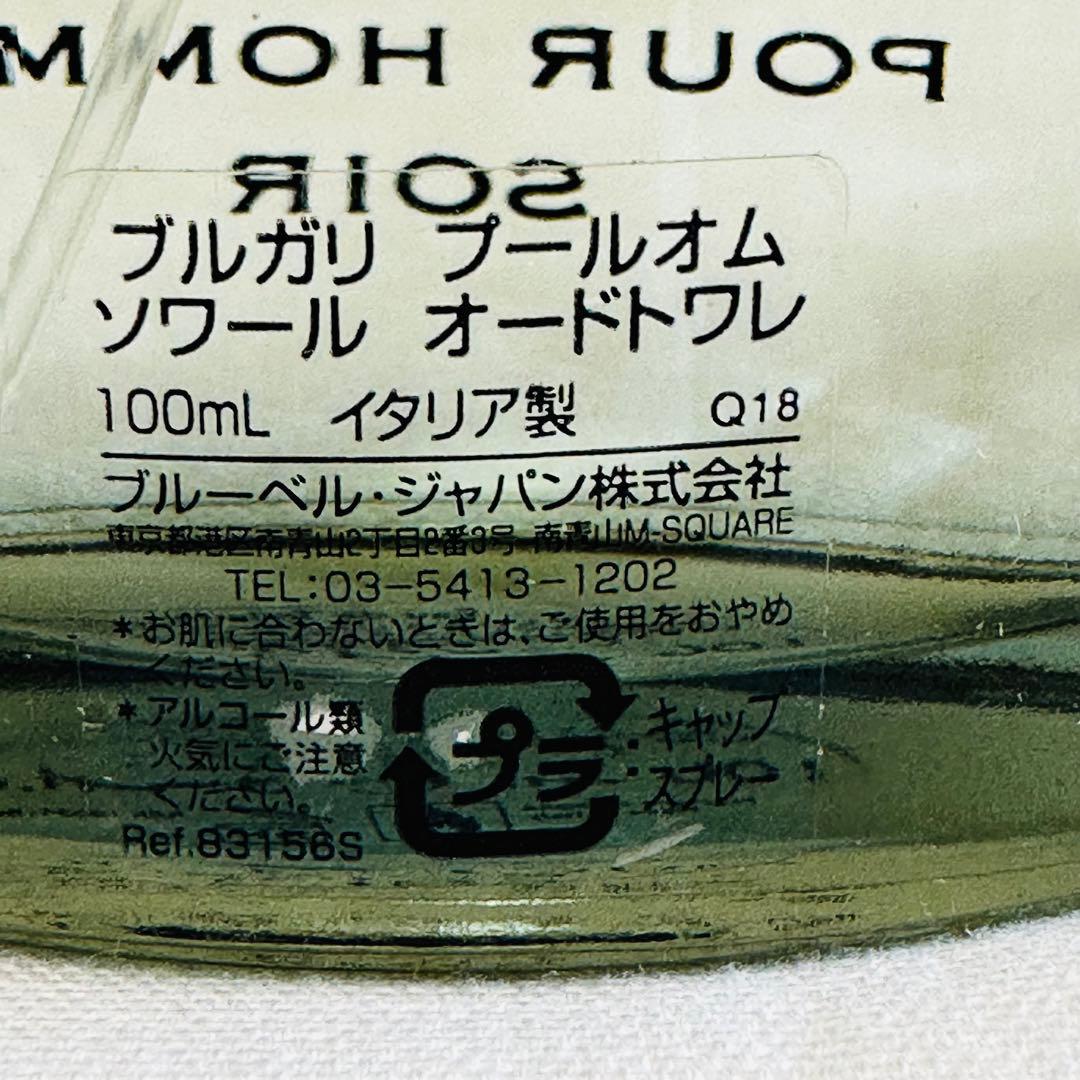 POUR HOMM
SOIR
ブルガリ プールオム
ソワール オードトワレ
100mL イタリア製 Q18
ブルーベル・ジャパン株式会社
東京都港区南青山2丁目2番3号 南青山M-SQUARE
TEL:03-5413-1202
*お肌に合わないときは、ご使用をおやめ
ください。
*アルコール類
火気にご注意
ください。
Ref.83156S
プラ
:キャップ
:スプレー